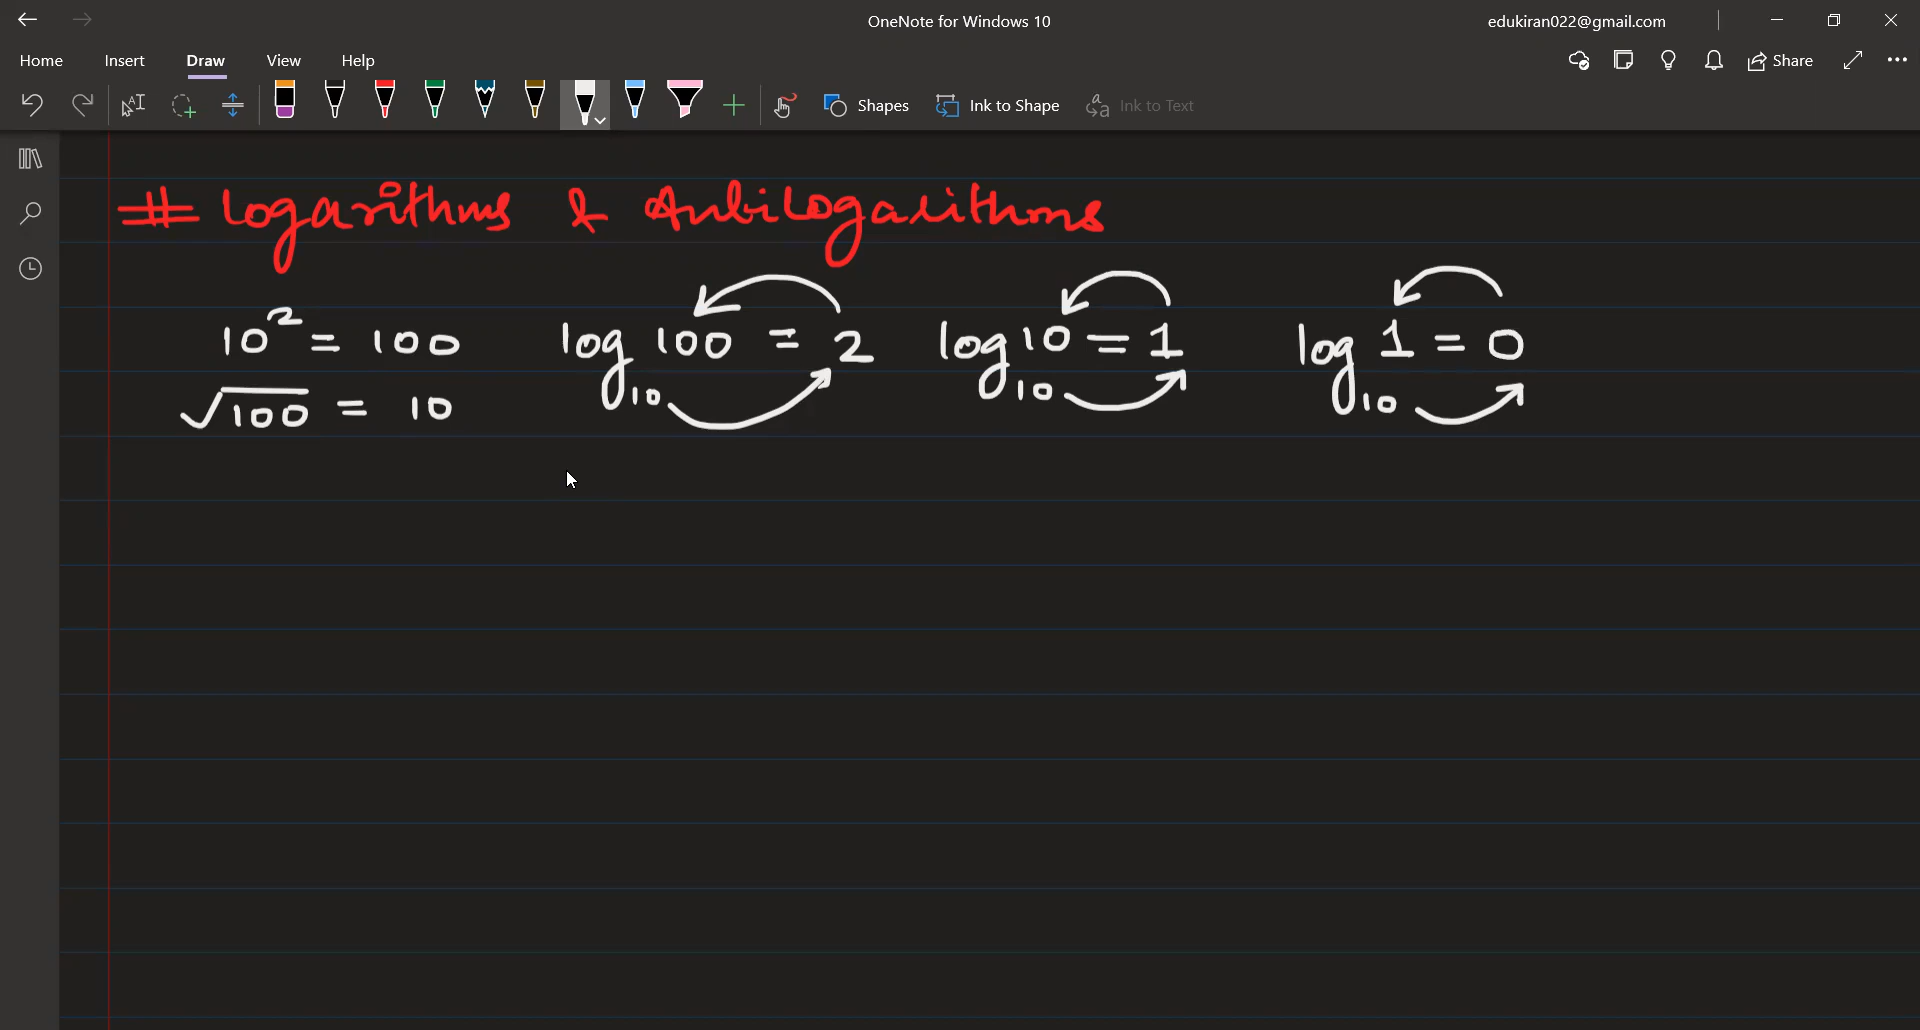 OneNote for Windows 10
edukiran022@gmail.com
Home Insert Draw View Help
Share
Shapes Ink to Shape Ink to Text
# Logarithms & Antilogarithms
10² = 100 log₁₀ 100 = 2 log₁₀ 10 = 1 log₁₀ 1 = 0
√100 = 10